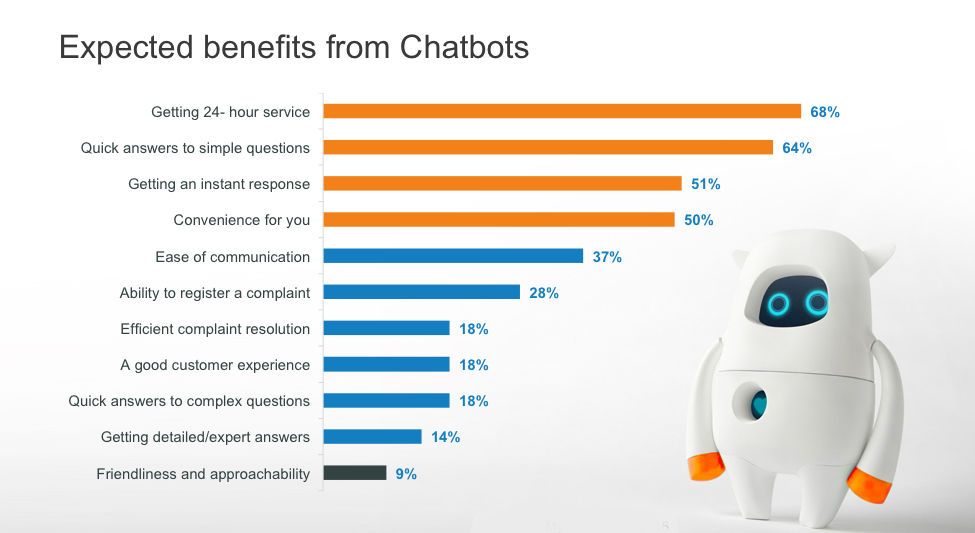 Expected benefits from Chatbots
Getting 24- hour service 68%
Quick answers to simple questions 64%
Getting an instant response 51%
Convenience for you 50%
Ease of communication 37%
Ability to register a complaint 28%
Efficient complaint resolution 18%
A good customer experience 18%
Quick answers to complex questions 18%
Getting detailed/expert answers 14%
Friendliness and approachability 9%